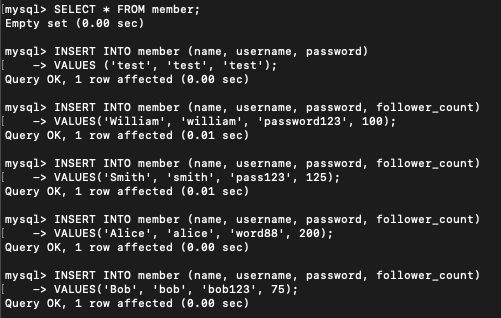 [mysql> SELECT * FROM member;
Empty set (0.00 sec)
mysql> INSERT INTO member (name, username, password)
[    -> VALUES ('test', 'test', 'test');
Query OK, 1 row affected (0.00 sec)
mysql> INSERT INTO member (name, username, password, follower_count)
[    -> VALUES('William', 'william', 'password123', 100);
Query OK, 1 row affected (0.01 sec)
mysql> INSERT INTO member (name, username, password, follower_count)
[    -> VALUES('Smith', 'smith', 'pass123', 125);
Query OK, 1 row affected (0.01 sec)
mysql> INSERT INTO member (name, username, password, follower_count)
[    -> VALUES('Alice', 'alice', 'word88', 200);
Query OK, 1 row affected (0.00 sec)
mysql> INSERT INTO member (name, username, password, follower_count)
[    -> VALUES('Bob', 'bob', 'bob123', 75);
Query OK, 1 row affected (0.00 sec)